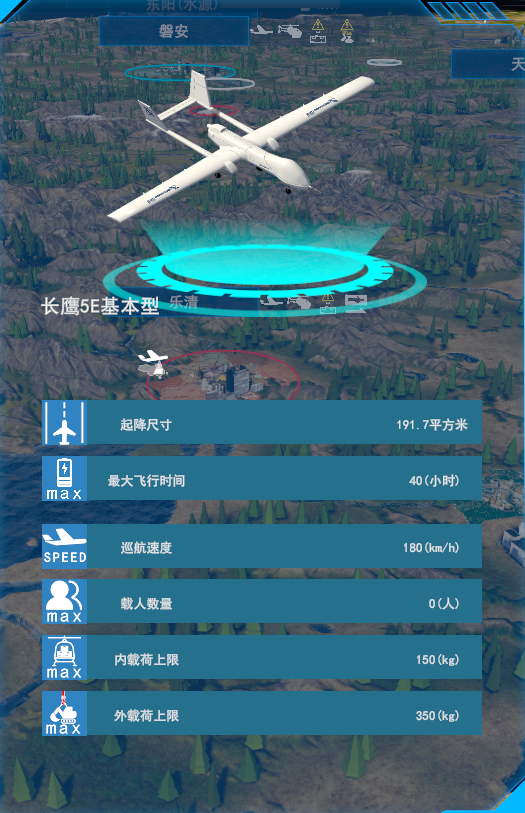 东阳(水源)
磐安
天
长鹰5E基本型
乐清
起降尺寸
191.7平方米
max
最大飞行时间
40(小时)
SPEED
巡航速度
180(km/h)
max
载人数量
0(人)
max
内载荷上限
150(kg)
max
外载荷上限
350(kg)